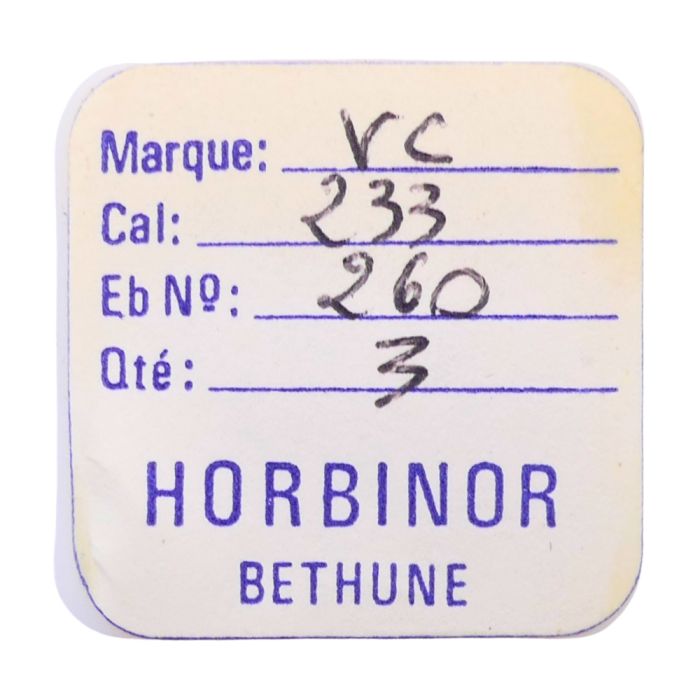 Marque: VC
Cal: 233
Eb Nº: 260
Qté: 3
HORBINOR
BETHUNE